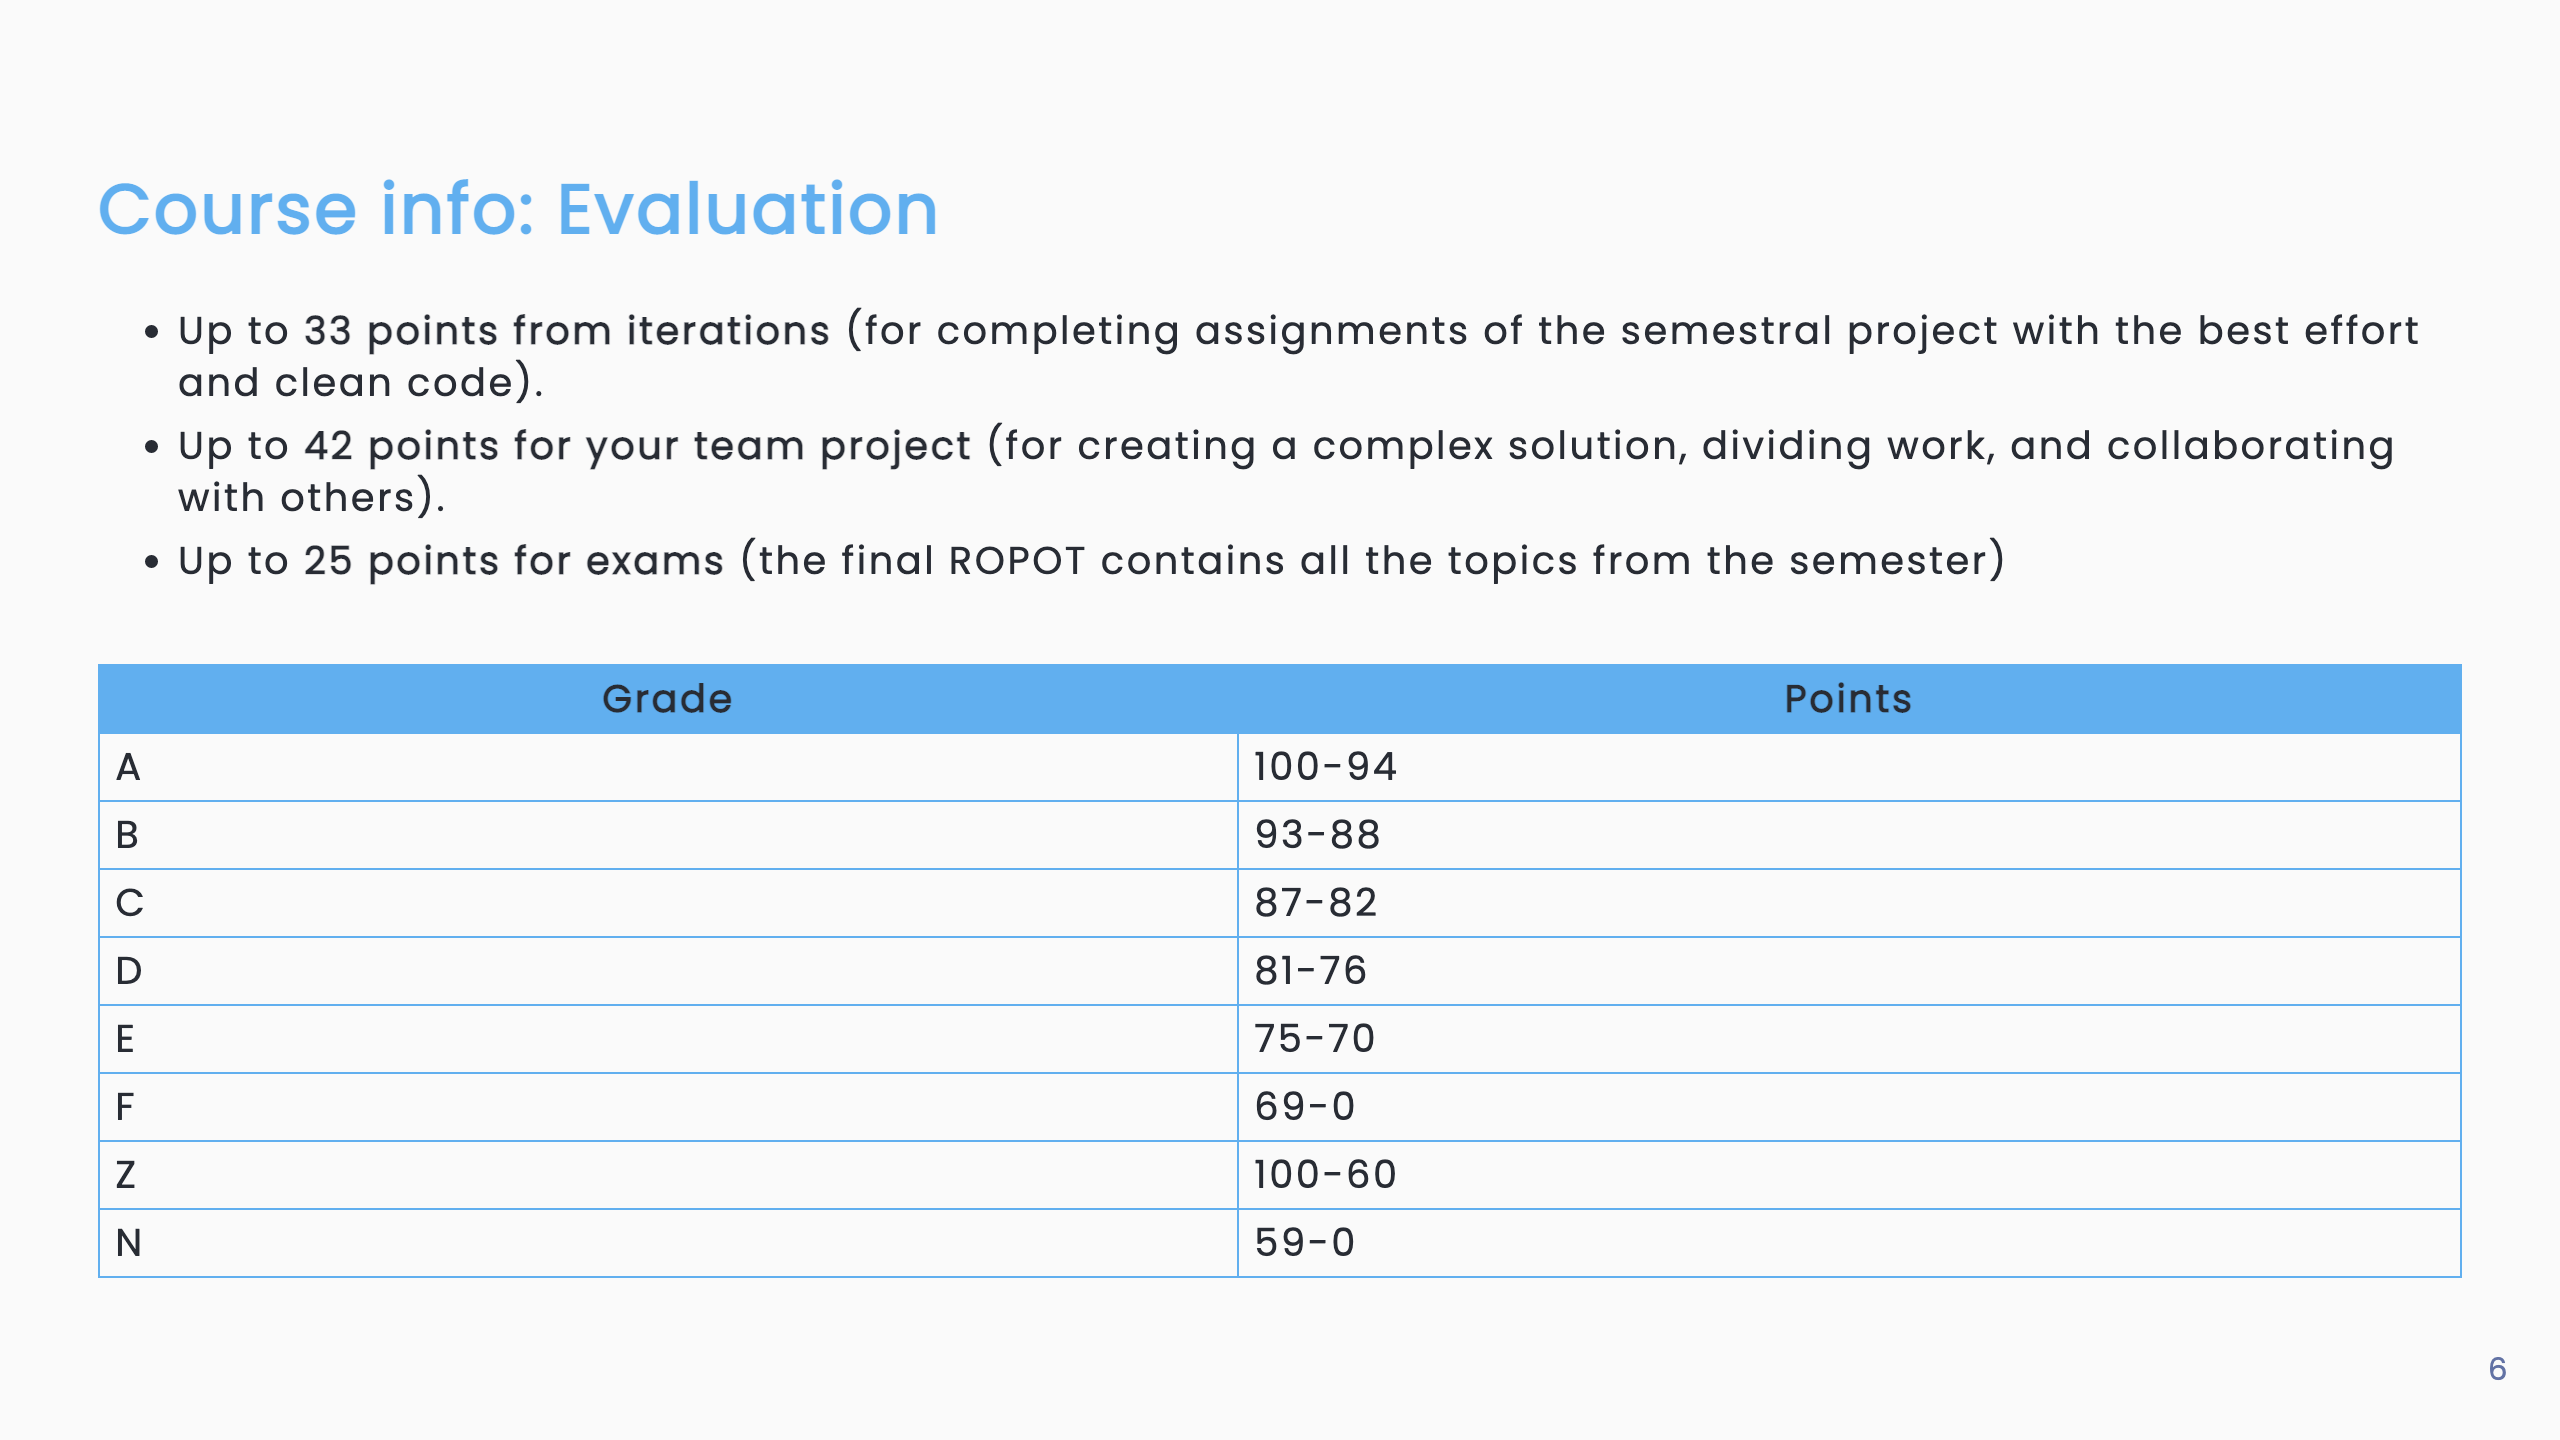 Course info: Evaluation
• Up to 33 points from iterations (for completing assignments of the semestral project with the best effort
and clean code).
• Up to 42 points for your team project (for creating a complex solution, dividing work, and collaborating
with others).
• Up to 25 points for exams (the final ROPOT contains all the topics from the semester)
Grade Points
A 100-94
B 93-88
C 87-82
D 81-76
E 75-70
F 69-0
Z 100-60
N 59-0
6